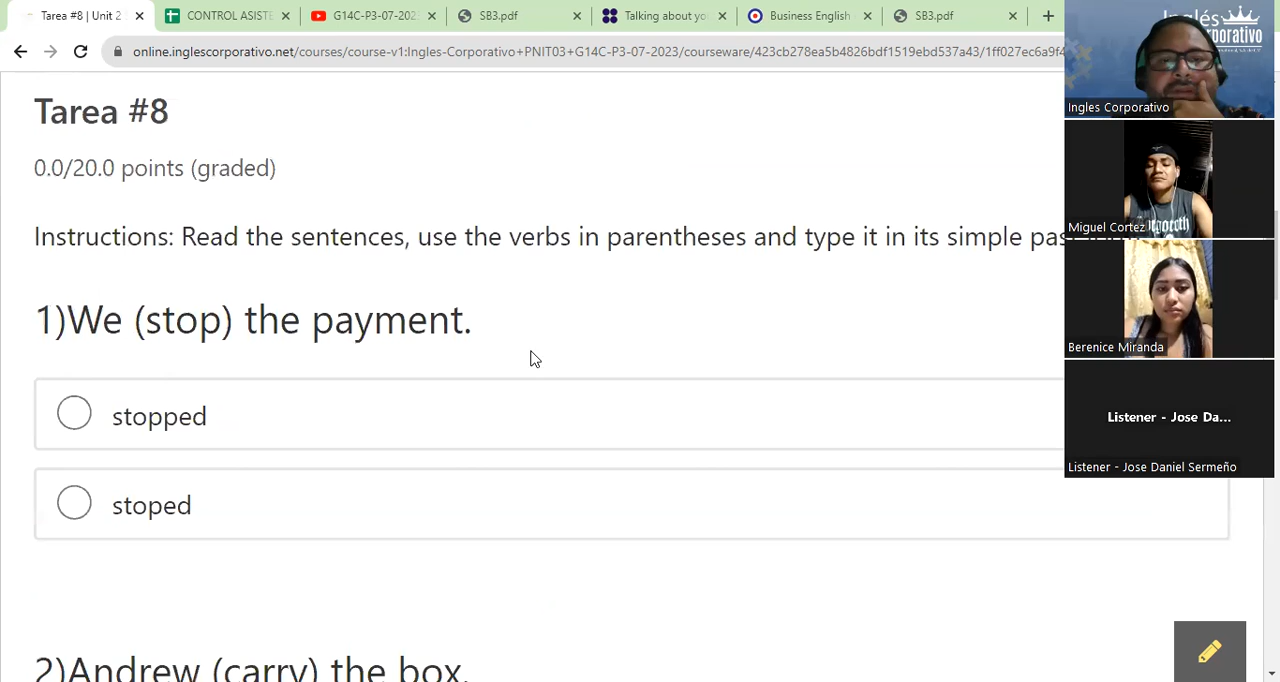 Tarea #8 | Unit 2
CONTROL ASISTE
G14C-P3-07-202
SB3.pdf
Talking about yo
Business English
SB3.pdf
online.inglescorporativo.net/courses/course-v1:Ingles-Corporativo+PNIT03+G14C-P3-07-2023/courseware/423cb278ea5b4826bdf1519ebd537a43/1ff027ec6a9f4
Tarea #8
0.0/20.0 points (graded)
Instructions: Read the sentences, use the verbs in parentheses and type it in its simple pas
1)We (stop) the payment.
stopped
stoped
2)Andrew (carry) the box.
Inglés
Ingles Corporativo
Miguel Cortez
Berenice Miranda
Listener - Jose Da...
Listener - Jose Daniel Sermeño